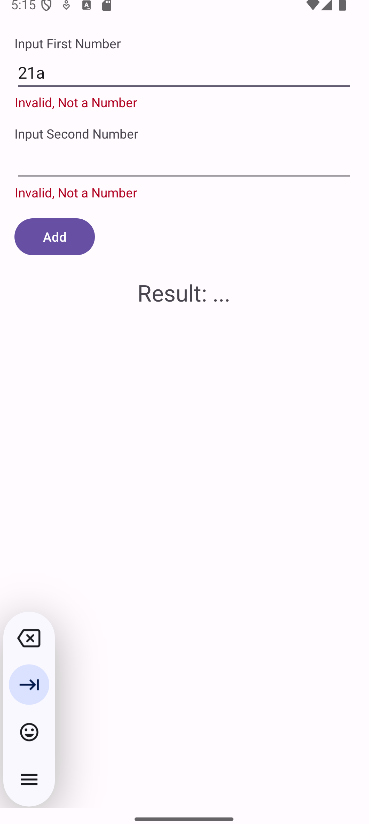 5:15
Input First Number
21a
Invalid, Not a Number
Input Second Number
Invalid, Not a Number
Add
Result: ...